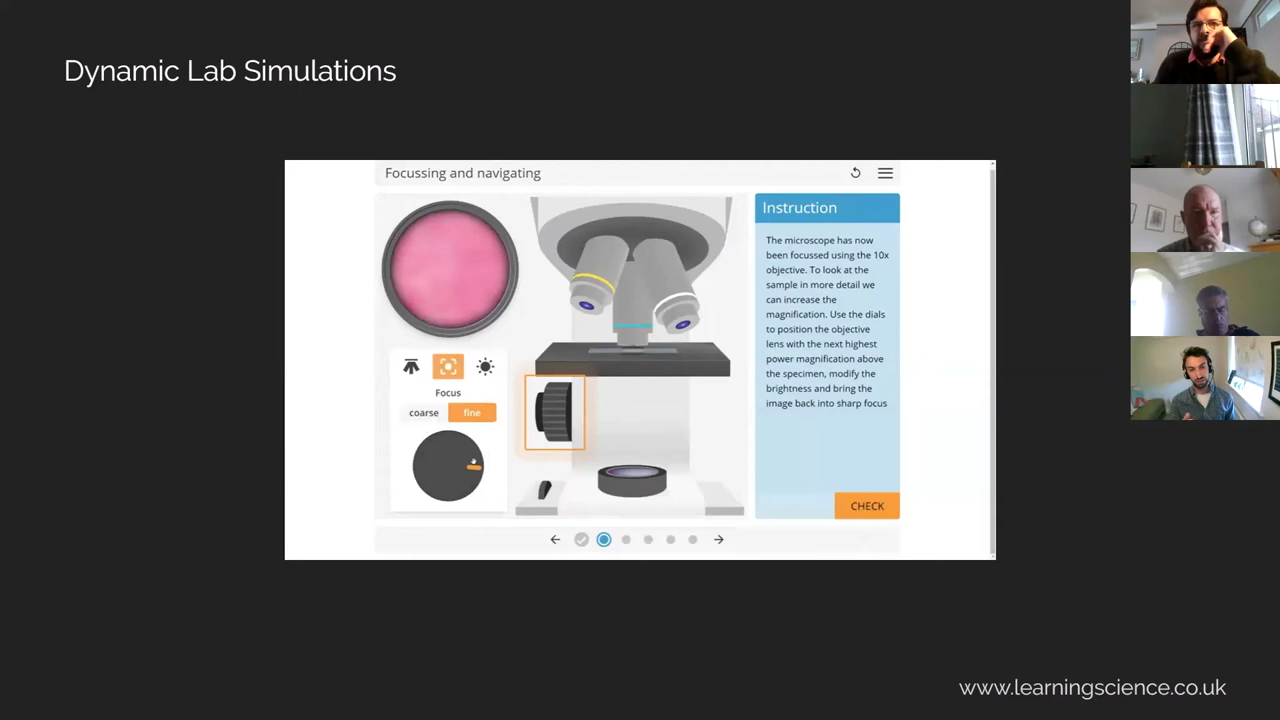 Dynamic Lab Simulations
Focussing and navigating
Instruction
The microscope has now
been focussed using the 10x
objective. To look at the
sample in more detail we
can increase the
magnification. Use the dials
to position the objective
lens with the next highest
power magnification above
the specimen, modify the
brightness and bring the
image back into sharp focus
Focus
coarse fine
CHECK
www.learningscience.co.uk